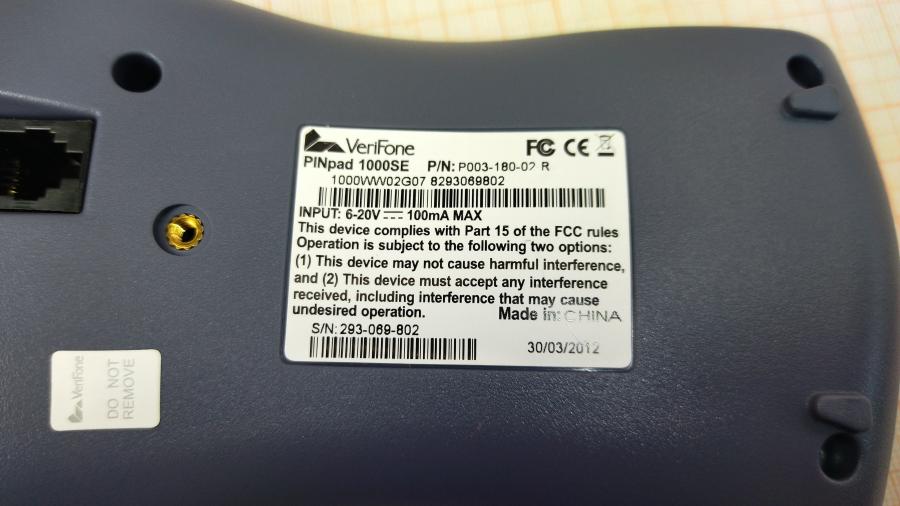 VeriFone
FC CE
PINpad 1000SE P/N: P003-180-02 R
1000WW02G07 8293069802
INPUT: 6-20V⎓ 100mA MAX
This device complies with Part 15 of the FCC rules
Operation is subject to the following two options:
(1) This device may not cause harmful interference,
and (2) This device must accept any interference
received, including interference that may cause
undesired operation.
Made in: CHINA
S/N: 293-069-802
30/03/2012
VeriFone
DO NOT
REMOVE